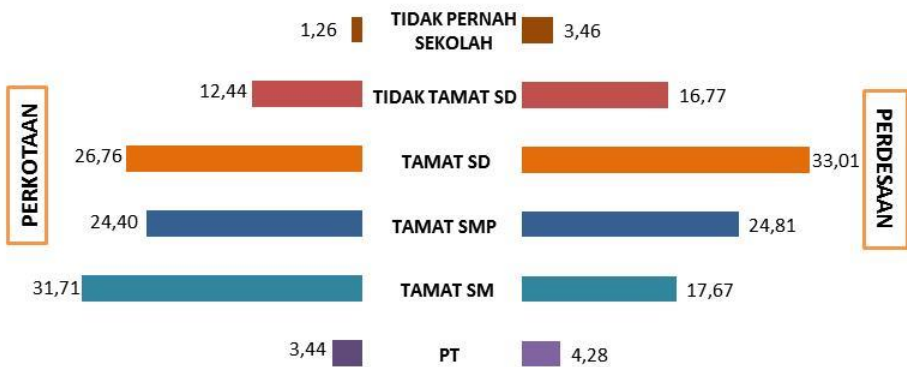 1,26
TIDAK PERNAH
SEKOLAH
3,46
12,44
TIDAK TAMAT SD
16,77
PERKOTAAN
26,76
TAMAT SD
33,01
PERDESAAN
24,40
TAMAT SMP
24,81
31,71
TAMAT SM
17,67
3,44
PT
4,28